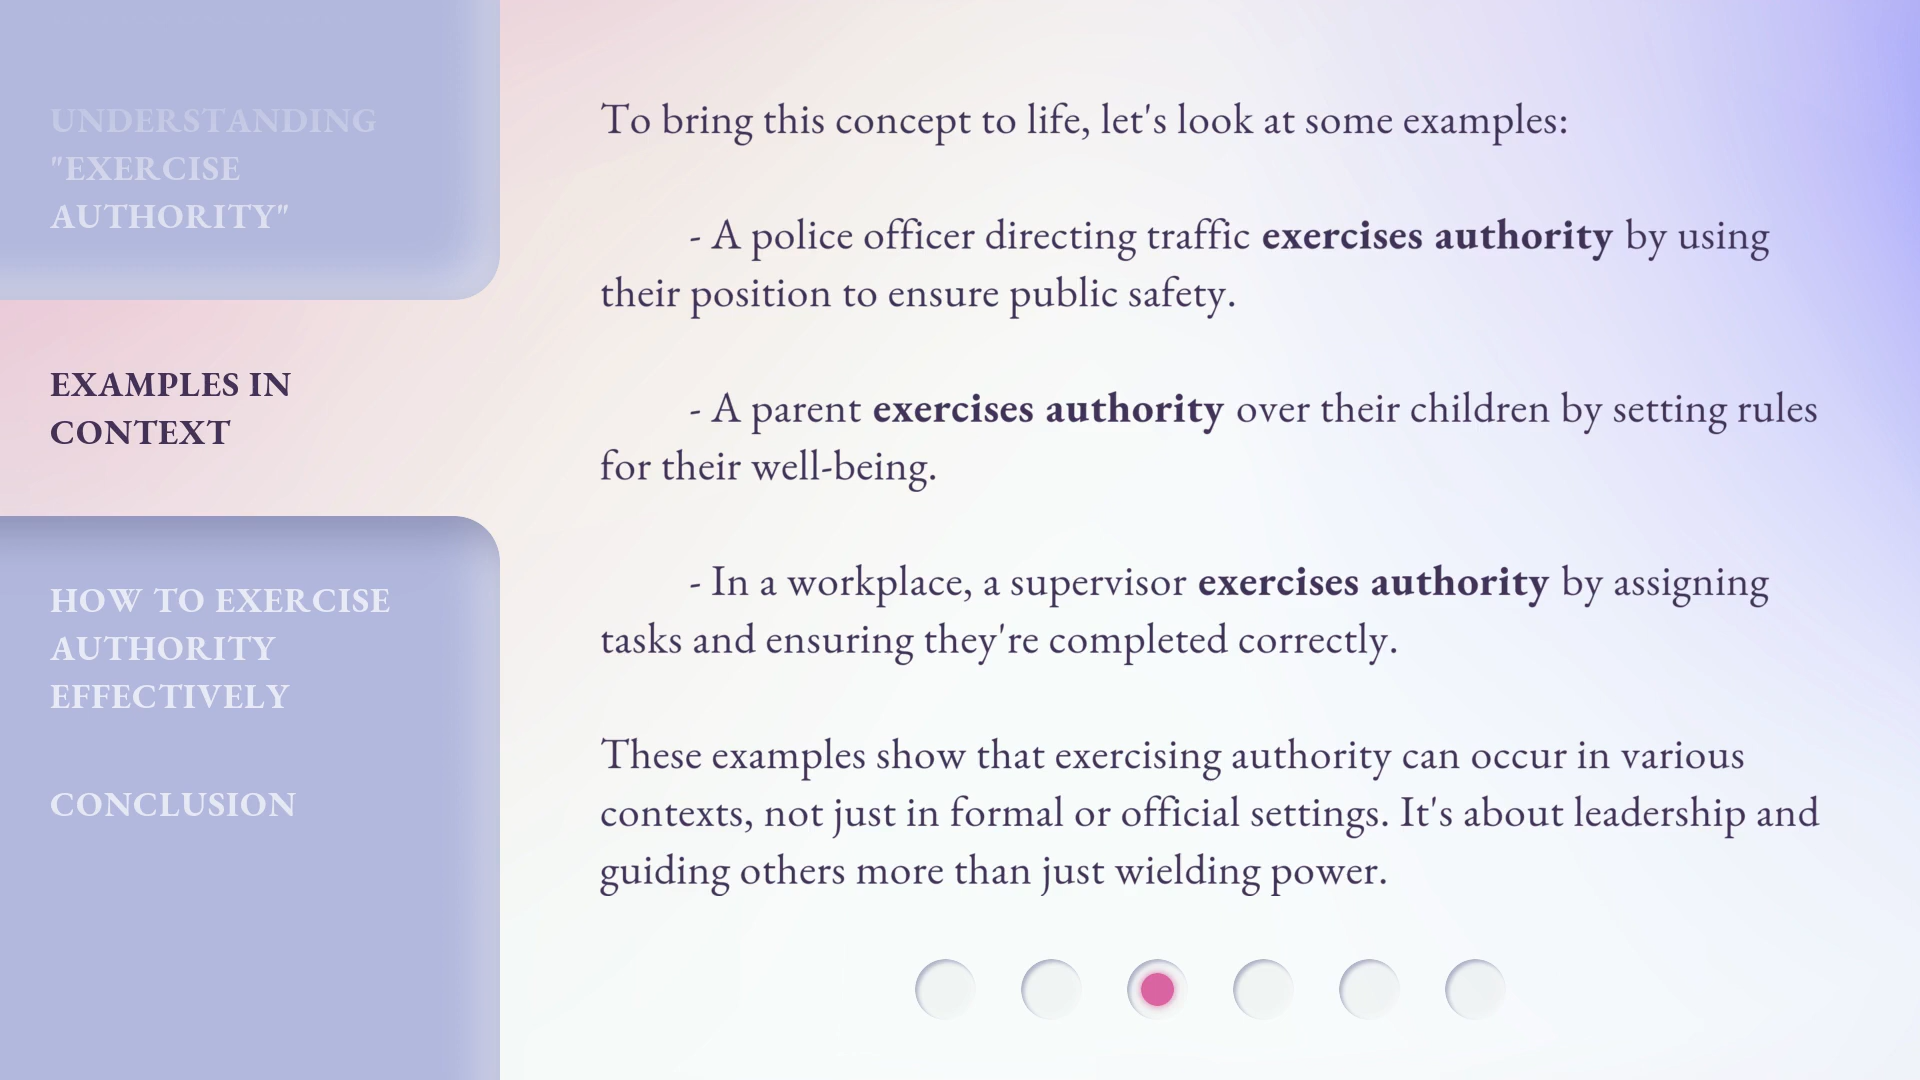 UNDERSTANDING
"EXERCISE
AUTHORITY"
EXAMPLES IN
CONTEXT
HOW TO EXERCISE
AUTHORITY
EFFECTIVELY
CONCLUSION
To bring this concept to life, let's look at some examples:
- A police officer directing traffic exercises authority by using
their position to ensure public safety.
- A parent exercises authority over their children by setting rules
for their well-being.
- In a workplace, a supervisor exercises authority by assigning
tasks and ensuring they're completed correctly.
These examples show that exercising authority can occur in various
contexts, not just in formal or official settings. It's about leadership and
guiding others more than just wielding power.